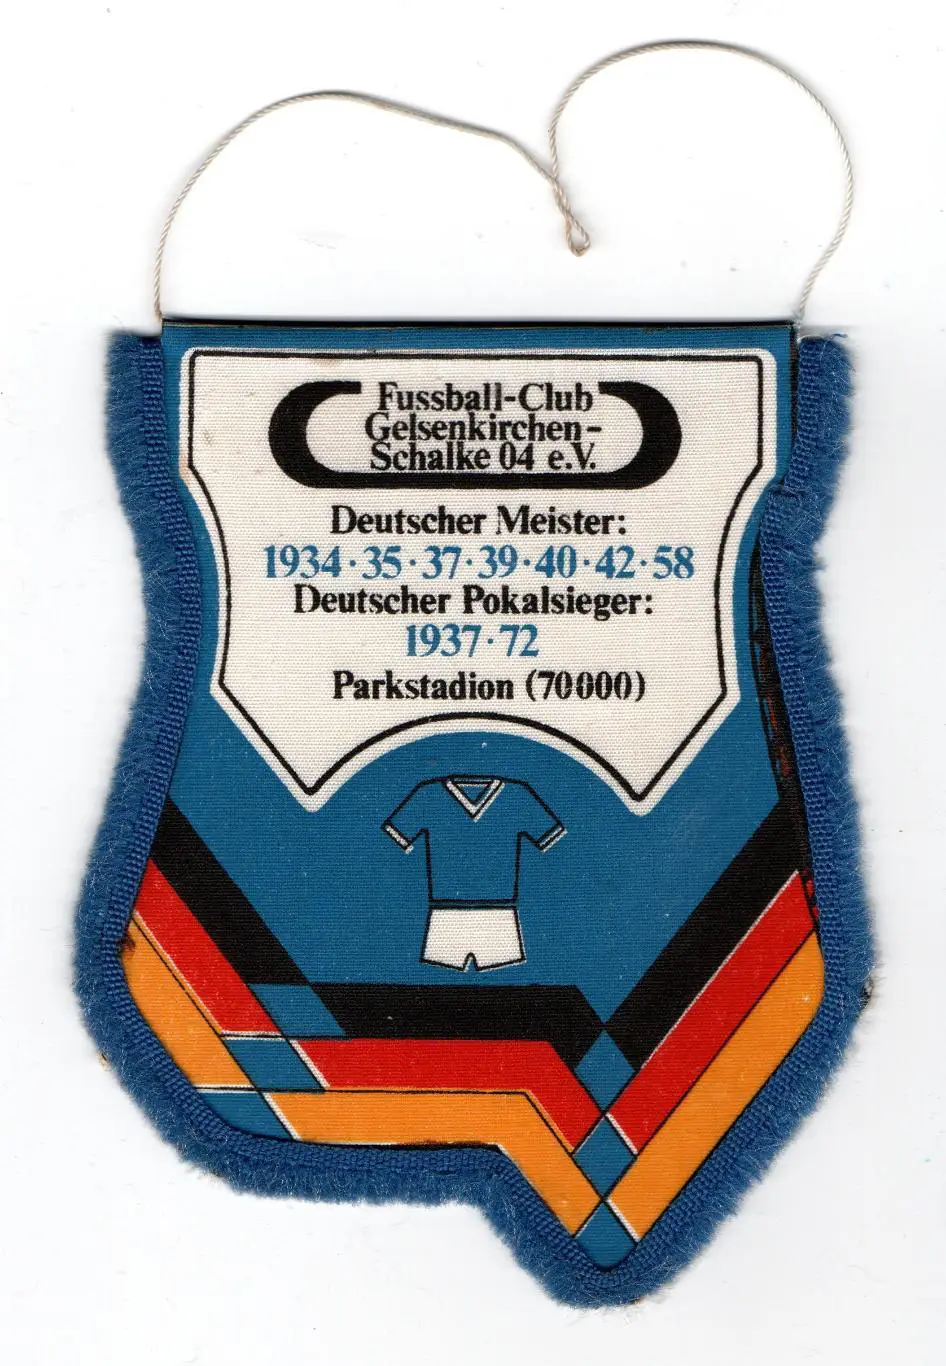 Fussball-Club
Gelsenkirchen-
Schalke 04 e.V.
Deutscher Meister:
1934·35·37·39·40·42·58
Deutscher Pokalsieger:
1937·72
Parkstadion (70000)